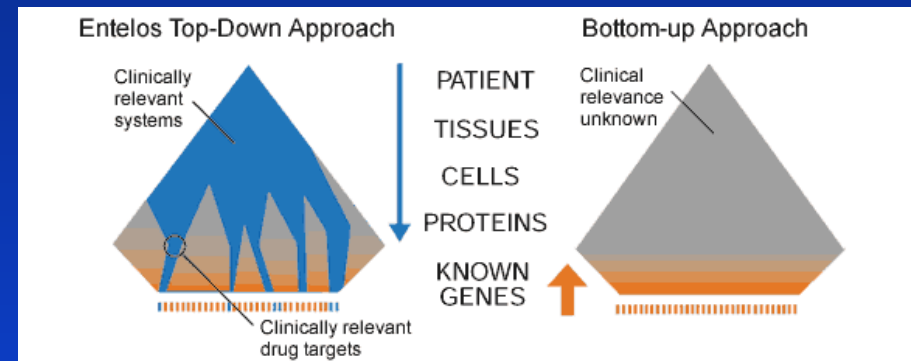 Entelos Top-Down Approach
Bottom-up Approach
Clinically
relevant
systems
PATIENT
TISSUES
CELLS
PROTEINS
KNOWN
GENES
Clinical
relevance
unknown
Clinically relevant
drug targets